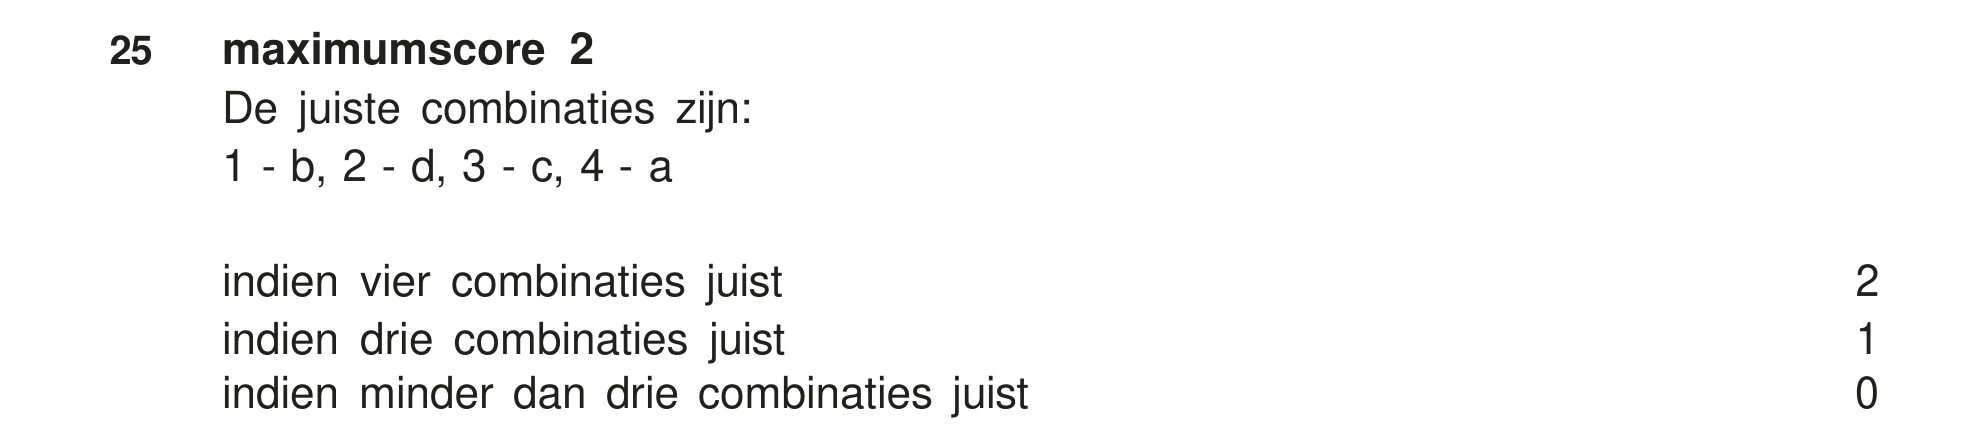 25 maximumscore 2
De juiste combinaties zijn:
1 - b, 2 - d, 3 - c, 4 - a
indien vier combinaties juist 2
indien drie combinaties juist 1
indien minder dan drie combinaties juist 0